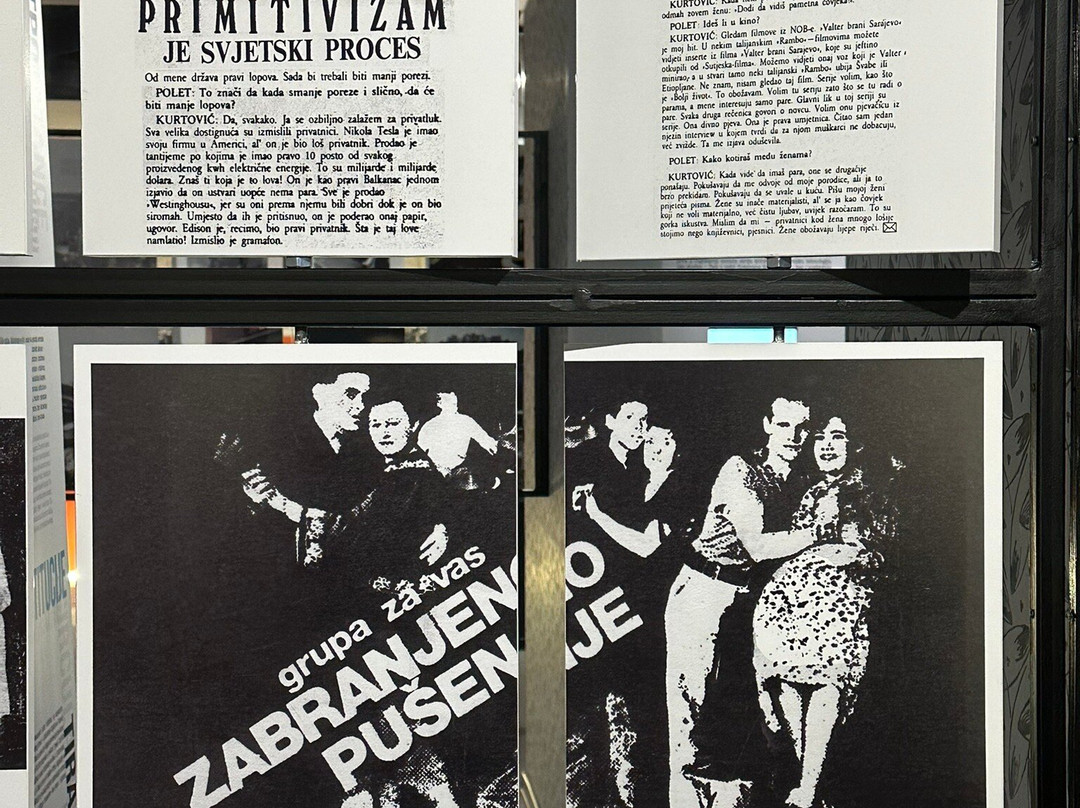 PRIMITIVIZAM
JE SVJETSKI PROCES
Od mene država pravi lopova. Sada bi trebali biti manji porezi.
POLET: To znači da kada smanje poreze i slično, da će
biti manje lopova?
KURTOVIĆ: Da, svakako. Ja se ozbiljno zalažem za privatluk.
Sva velika dostignuća su izmislili privatnici. Nikola Tesla je imao
svoju firmu u Americi, al' on je bio loš privatnik. Prodao je
tantijeme po kojima je imao pravo 10 posto od svakog
proizvedenog kwh električne energije. To su milijarde i milijarde
dolara. Znaš ti koja je to lova! On je kao pravi Balkanac jednom
izjavio da on ustvari uopće nema para. Sve je prodao
»Westinghousu«, jer su oni prema njemu bili dobri dok je on bio
siromah. Umjesto da ih je pritisnuo, on je poderao onaj papir,
ugovor. Edison je, recimo, bio pravi privatnik. Šta je taj love
namlatio! Izmislio je gramafon.
odmah zovem ženu: »Dođi da vidiš pametna čovjeka«.
POLET: Ideš li u kino?
KURTOVIĆ: Gledam filmove iz NOB-e. »Valter brani Sarajevo«
je moj hit. U nekim talijanskim »Rambo«—filmovima možete
vidjeti inserte iz filma »Valter brani Sarajevo«, koje su jeftino
otkupili od »Sutjeska-filma«. Možemo vidjeti onaj voz koji je Valter
minirao, a u stvari tamo neki talijanski »Rambo« ubija Švabe ili
Etiopljane. Ne znam, nisam gledao taj film. Serije volim, kao što
je »Bolji život«. To obožavam. Volim tu seriju zato što se tu radi o
parama, a mene interesuju samo pare. Glavni lik u toj seriji su
pare. Svaka druga rečenica govori o novcu. Volim onu pjevačicu iz
serije. Ona divno pjeva. Ona je prava umjetnica. Čitao sam jedan
njezin interview u kojem tvrdi da za njom muškarci ne dobacuju,
već zvižde. Ta me izjava oduševila.
POLET: Kako kotiraš među ženama?
KURTOVIĆ: Kada vide da imaš para, one se drugačije
ponašaju. Pokušavaju da me odvoje od moje porodice, ali ja to
brzo prekidam. Pokušavaju da se uvale u kuću. Pišu mojoj ženi
prijeteća pisma. Žene su inače materijalisti, al' se ja kao čovjek
koji ne voli materijalno, već čistu ljubav, uvijek razočaram. To su
gorka iskustva. Mislim da mi — privatnici kod žena mnogo lošije
stojimo nego književnici, pjesnici. Žene obožavaju lijepe riječi.
grupa za vas
ZABRANJENO
PUŠENJE